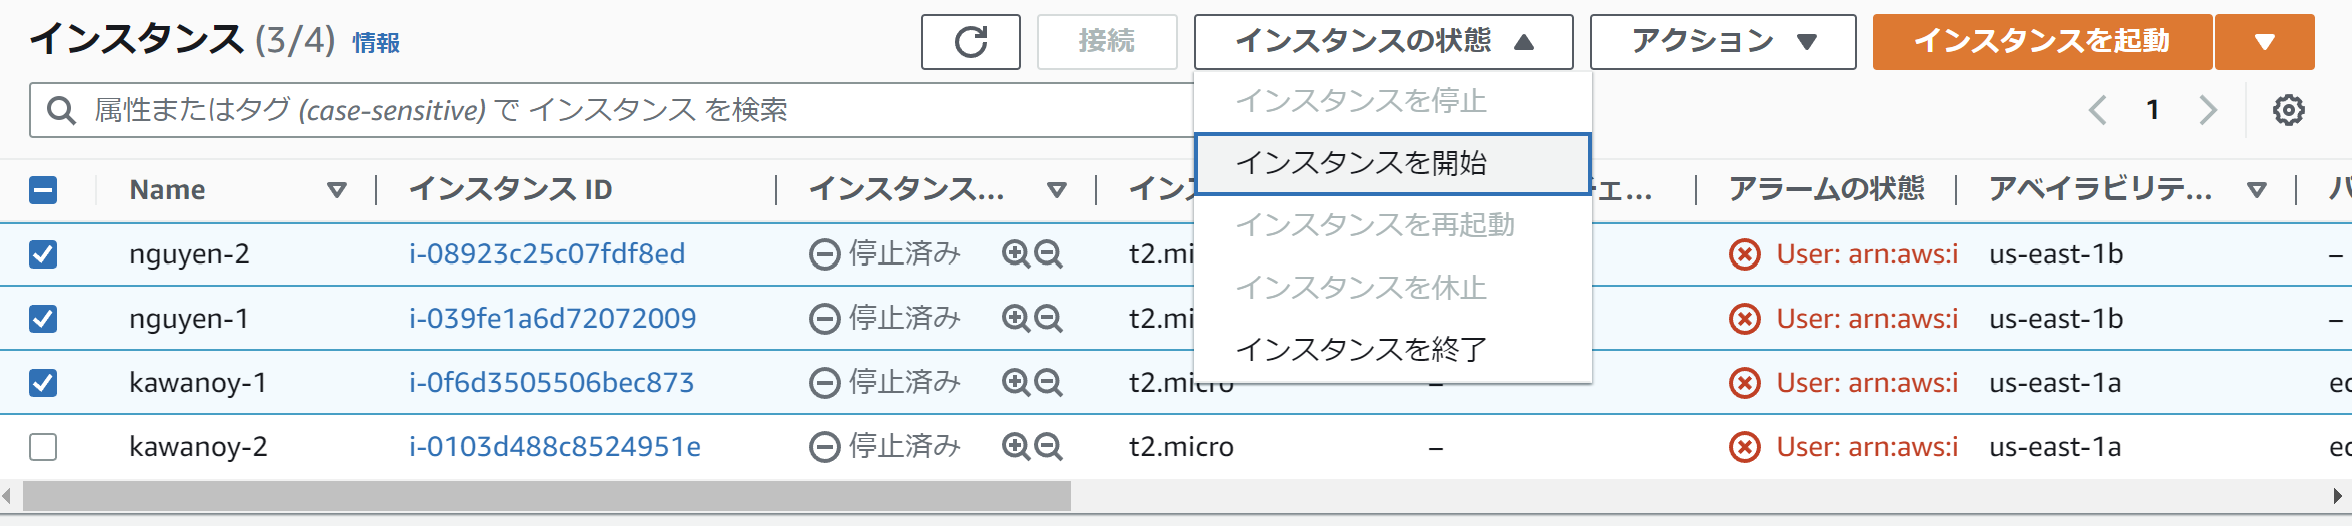 インスタンス (3/4) 情報
接続
インスタンスの状態
アクション
インスタンスを起動
属性またはタグ (case-sensitive) で インスタンス を検索
1
インスタンスを停止
インスタンスを開始
インスタンスを再起動
インスタンスを休止
インスタンスを終了
Name インスタンス ID インスタンス... アラームの状態 アベイラビリテ...
nguyen-2 i-08923c25c07fdf8ed 停止済み t2.mi User: arn:aws:i us-east-1b –
nguyen-1 i-039fe1a6d72072009 停止済み t2.mi User: arn:aws:i us-east-1b –
kawanoy-1 i-0f6d3505506bec873 停止済み t2.micro – User: arn:aws:i us-east-1a ec
kawanoy-2 i-0103d488c8524951e 停止済み t2.micro – User: arn:aws:i us-east-1a ec